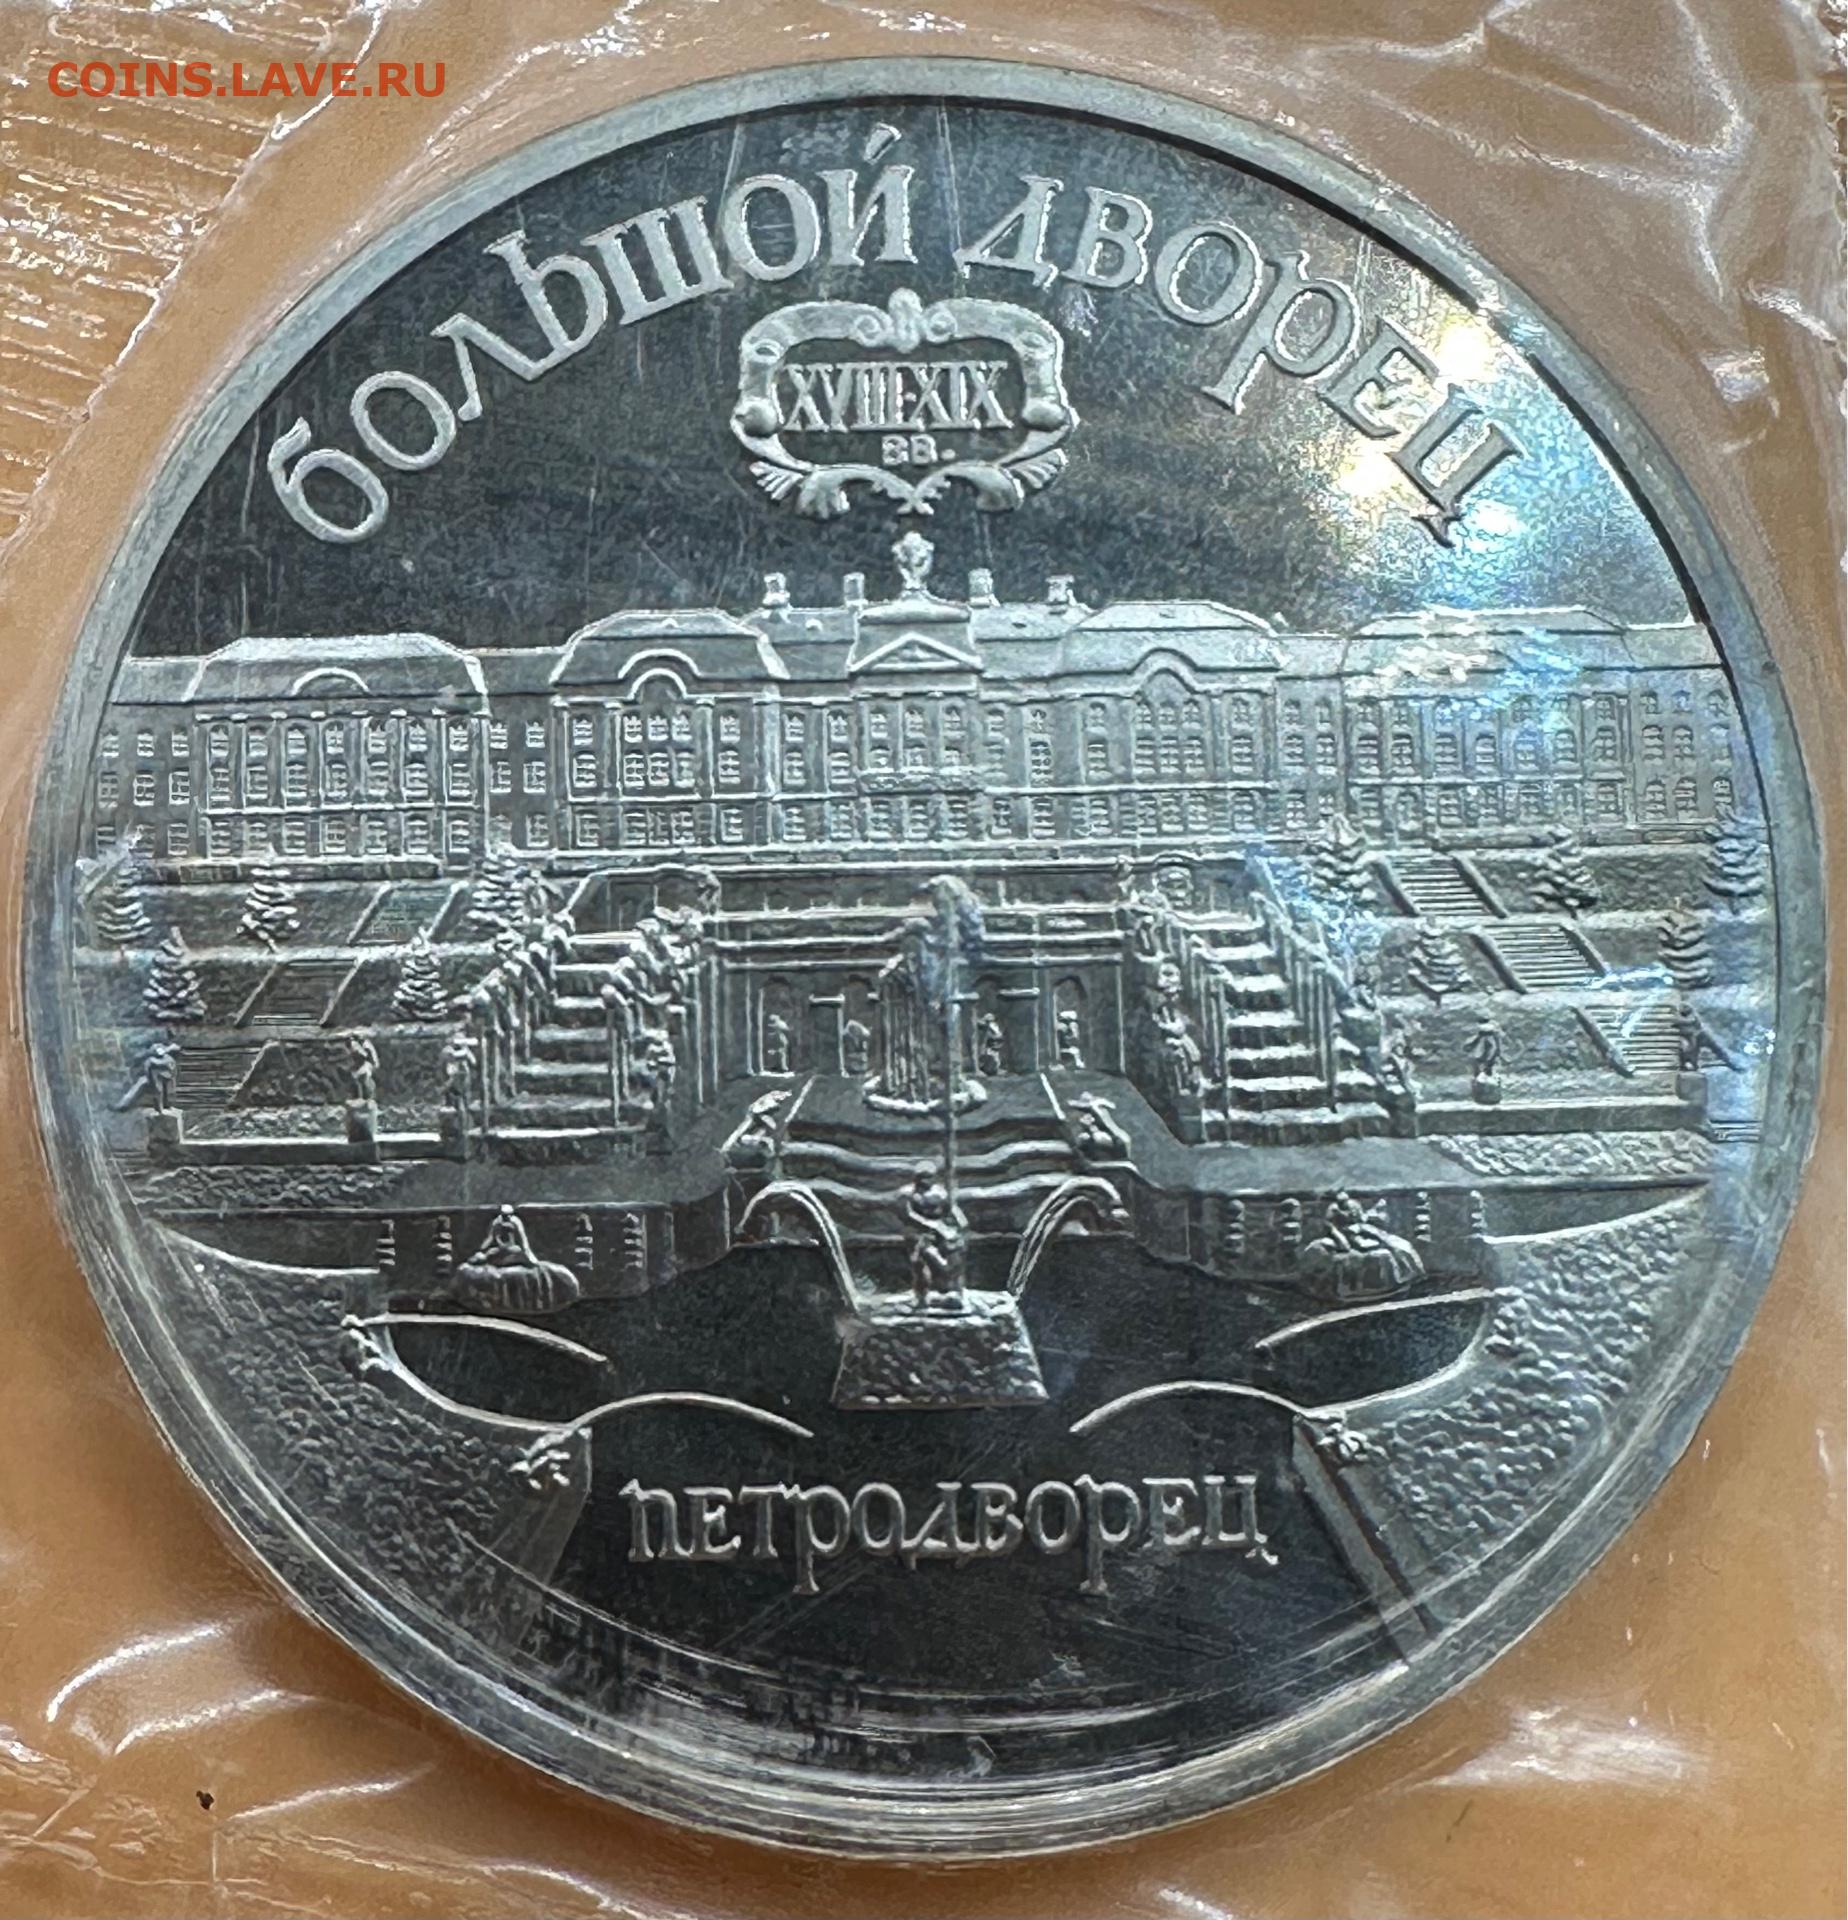 COINS.LAVE.RU
БОЛЬШОЙ ДВОРЕЦ
XVIII-XIX
ВВ.
ПЕТРОДВОРЕЦ